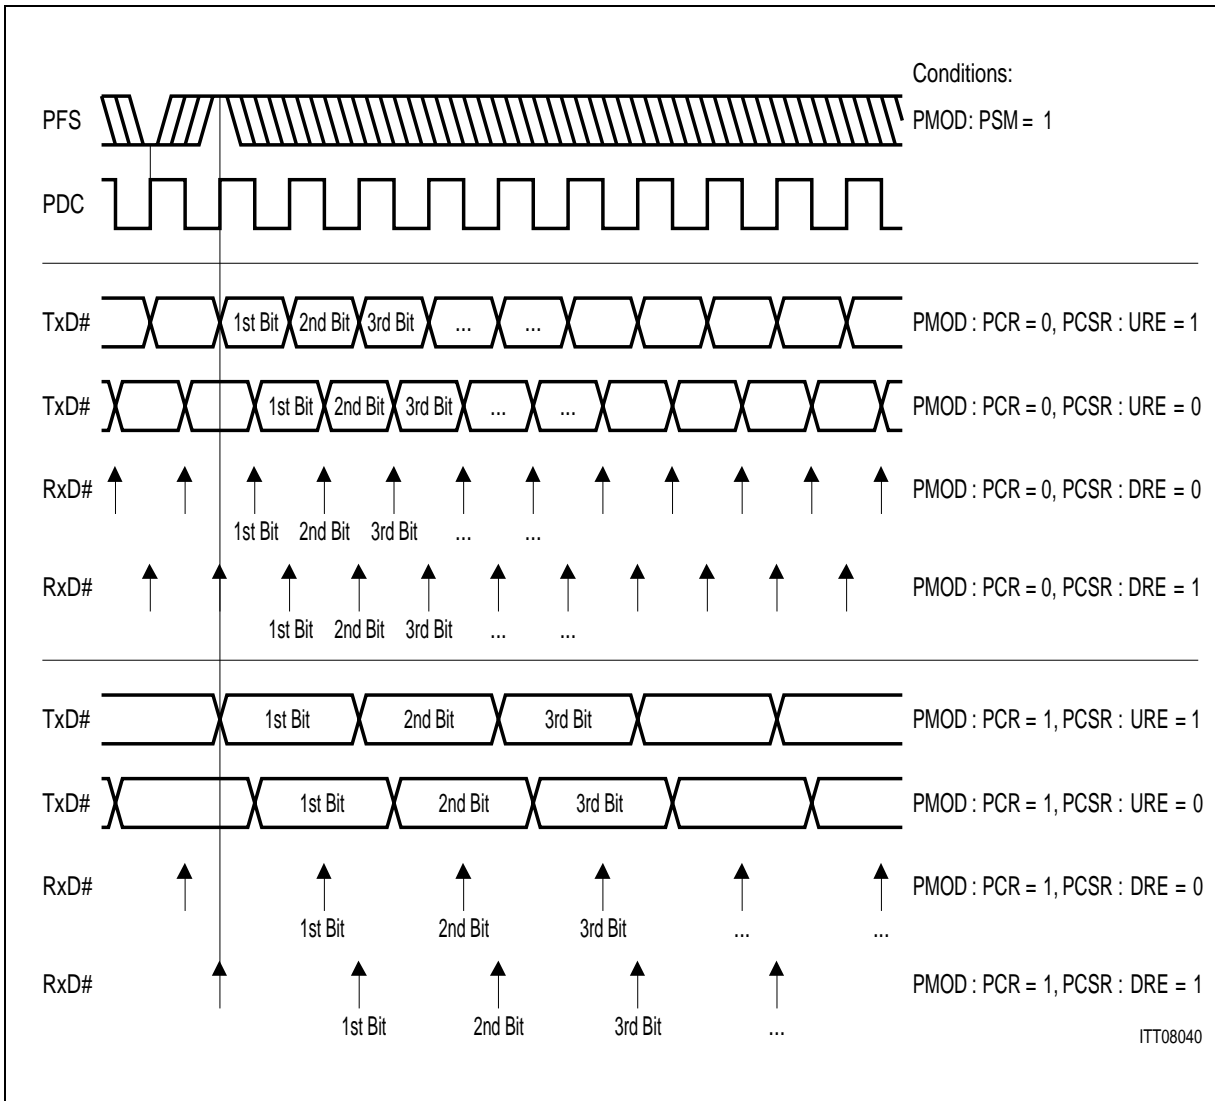 Conditions:
PFS
PMOD: PSM = 1
PDC
TxD# 1st Bit 2nd Bit 3rd Bit ... ... PMOD : PCR = 0, PCSR : URE = 1
TxD# 1st Bit 2nd Bit 3rd Bit ... ... PMOD : PCR = 0, PCSR : URE = 0
RxD# PMOD : PCR = 0, PCSR : DRE = 0
1st Bit 2nd Bit 3rd Bit ... ...
RxD# PMOD : PCR = 0, PCSR : DRE = 1
1st Bit 2nd Bit 3rd Bit ... ...
TxD# 1st Bit 2nd Bit 3rd Bit PMOD : PCR = 1, PCSR : URE = 1
TxD# 1st Bit 2nd Bit 3rd Bit PMOD : PCR = 1, PCSR : URE = 0
RxD# PMOD : PCR = 1, PCSR : DRE = 0
1st Bit 2nd Bit 3rd Bit ... ...
RxD# PMOD : PCR = 1, PCSR : DRE = 1
1st Bit 2nd Bit 3rd Bit ...
ITT08040